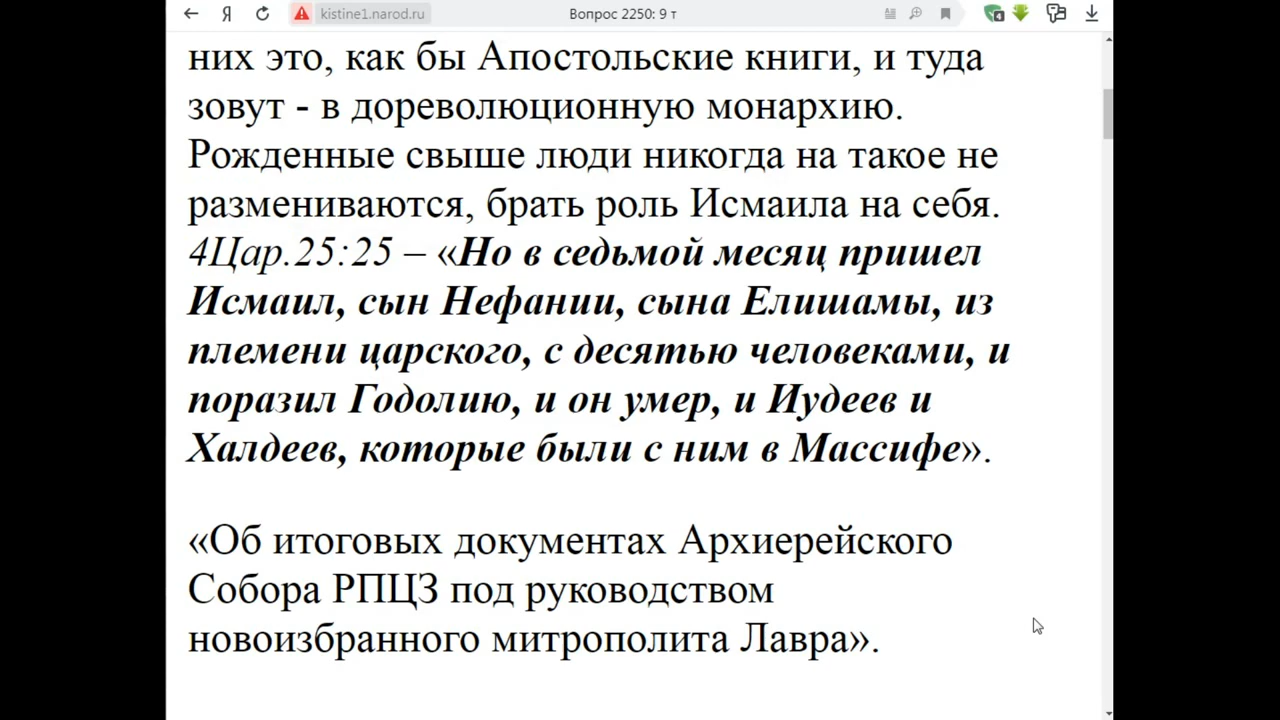 kistine1.narod.ru
Вопрос 2250: 9 т
4
них это, как бы Апостольские книги, и туда
зовут - в дореволюционную монархию.
Рожденные свыше люди никогда на такое не
размениваются, брать роль Исмаила на себя.
4Цар.25:25 – «Но в седьмой месяц пришел
Исмаил, сын Нефании, сына Елишамы, из
племени царского, с десятью человеками, и
поразил Годолию, и он умер, и Иудеев и
Халдеев, которые были с ним в Массифе».
«Об итоговых документах Архиерейского
Собора РПЦЗ под руководством
новоизбранного митрополита Лавра».